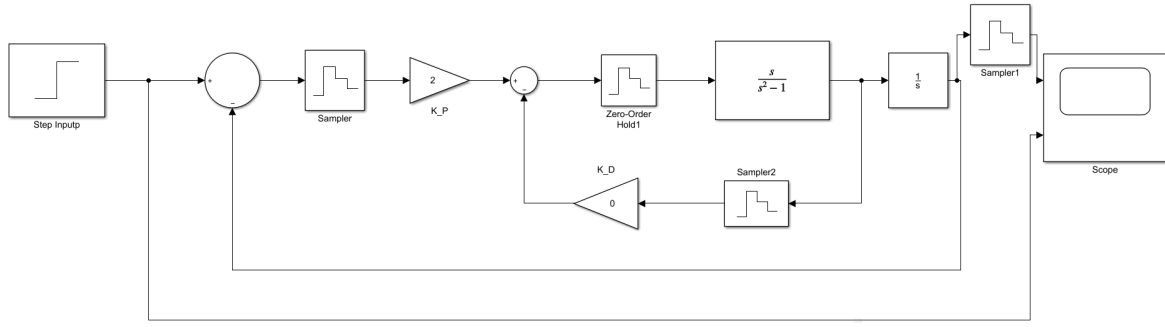 Sampler1
+
−
+
−
2
s
s² − 1
1
s
Step Inputp
Sampler
K_P
Zero-Order
Hold1
Scope
K_D
Sampler2
0